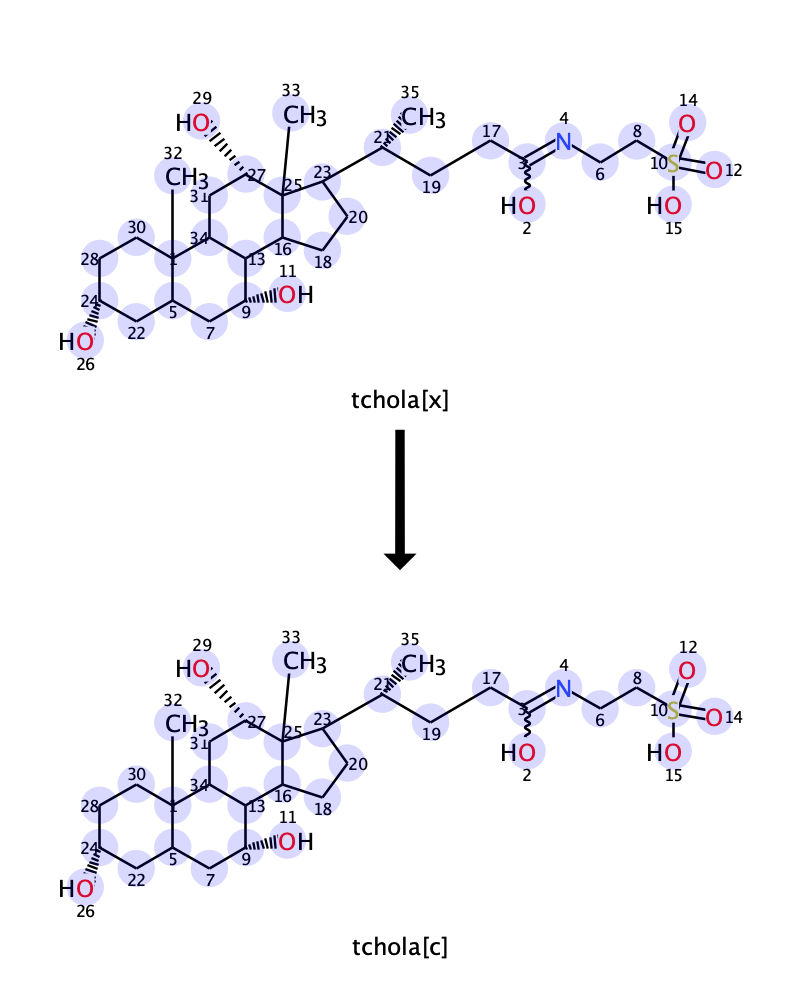 33
35
29
CH3
CH3
14
HO
4
17
8
O
32
21
N
CH3
27
23
3
10 S
O 12
31
25
19
6
30
34
16
20
HO
HO
28
1
13
18
2
15
11
24
OH
5
9
22
7
HO
26
tchola[x]
33
35
29
CH3
CH3
12
HO
4
17
8
O
32
21
N
CH3
27
23
3
10 S
O 14
31
25
19
6
30
34
16
20
HO
HO
28
1
13
18
2
15
11
24
OH
5
9
22
7
HO
26
tchola[c]